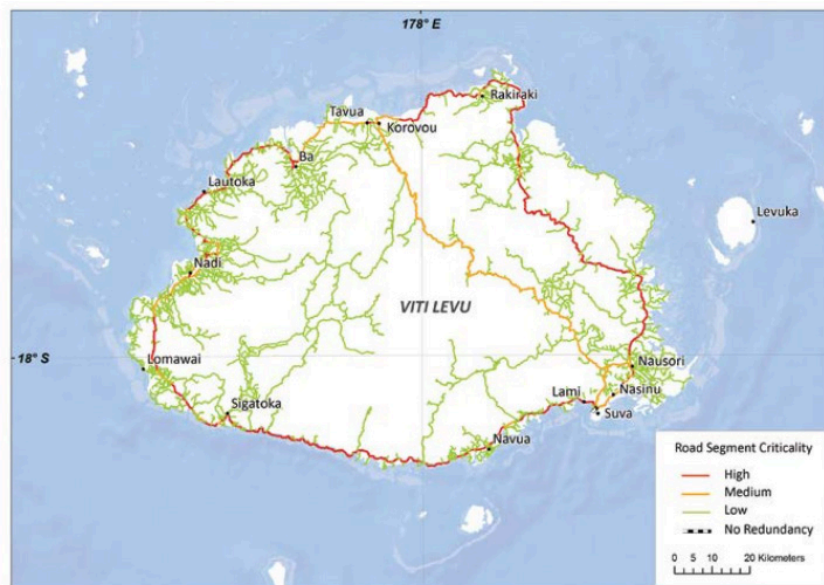 178° E
Rakiraki
Tavua
Korovou
Ba
Lautoka
Levuka
Nadi
VITI LEVU
18° S
Lomawai
Nausori
Sigatoka
Lami
Nasinu
Suva
Navua
Road Segment Criticality
High
Medium
Low
No Redundancy
0 5 10 20 Kilometers